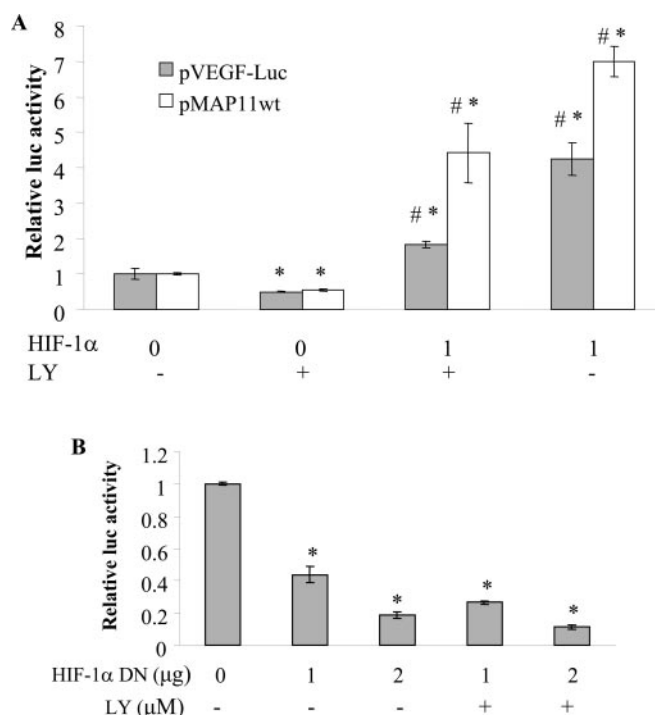 A
Relative luc activity
8
7
6
5
4
3
2
1
0
pVEGF-Luc
pMAP11wt
* *
# * # *
# * # *
HIF-1α 0 0 1 1
LY - + + -
B
Relative luc activity
1.2
1
0.8
0.6
0.4
0.2
0
* * * *
HIF-1α DN (μg) 0 1 2 1 2
LY (μM) - - - + +